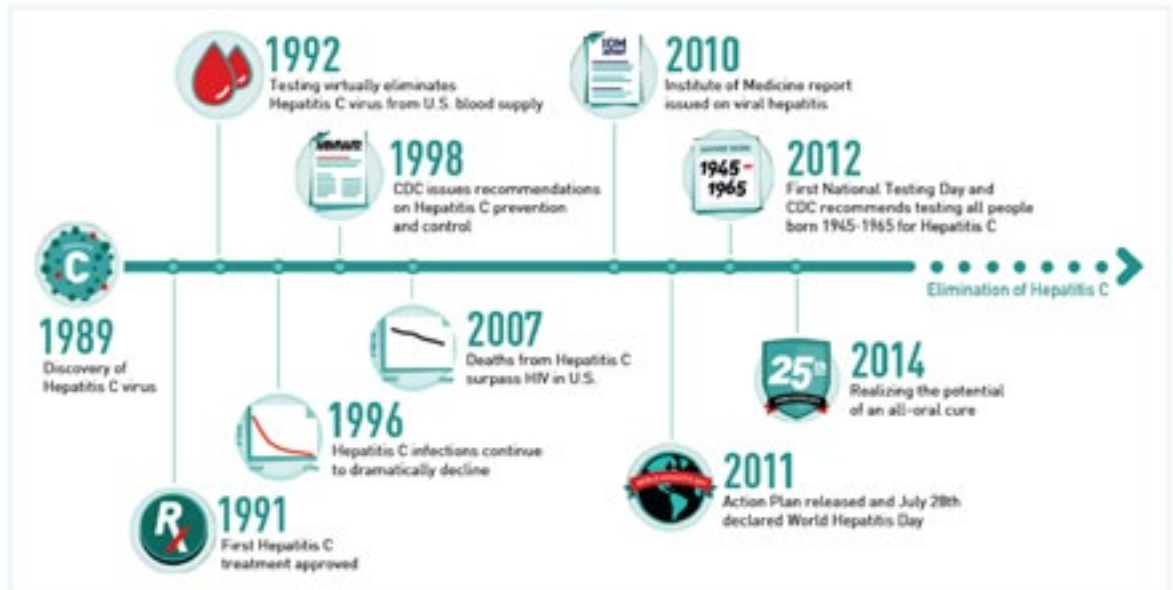 1992
Testing virtually eliminates
Hepatitis C virus from U.S. blood supply
2010
Institute of Medicine report
issued on viral hepatitis
1998
CDC issues recommendations
on Hepatitis C prevention
and control
1945-
1965
2012
First National Testing Day and
CDC recommends testing all people
born 1945-1965 for Hepatitis C
C
Elimination of Hepatitis C
1989
Discovery of
Hepatitis C virus
2007
Deaths from Hepatitis C
surpass HIV in U.S.
25th
2014
Realizing the potential
of an all-oral cure
1996
Hepatitis C infections continue
to dramatically decline
2011
Action Plan released and July 28th
declared World Hepatitis Day
Rx
1991
First Hepatitis C
treatment approved